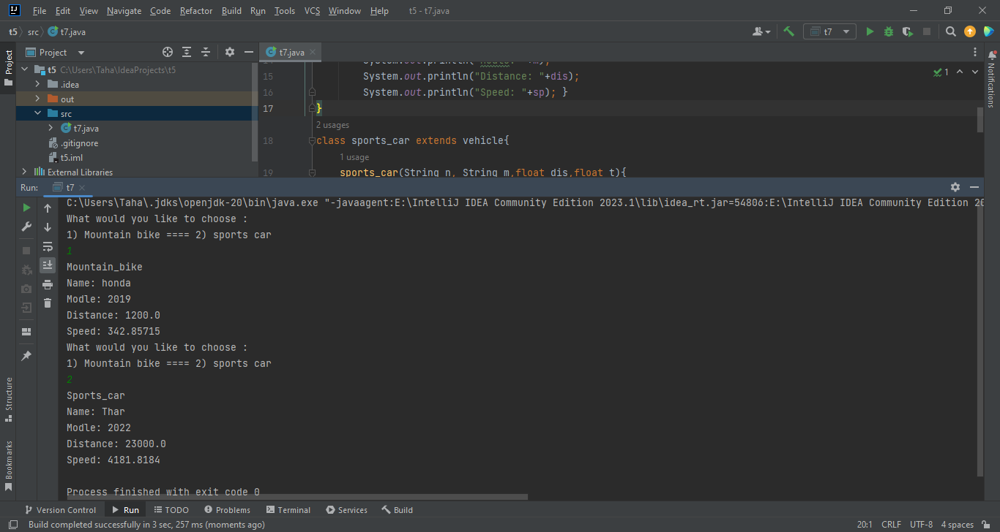 IJ File Edit View Navigate Code Refactor Build Run Tools VCS Window Help t5 - t7.java
t5 src t7.java t7
Project t7.java
Project
t5 C:\Users\Taha\IdeaProjects\t5
.idea
out
src
t7.java
.gitignore
t5.iml
External Libraries
15 System.out.println("Distance: "+dis);
16 System.out.println("Speed: "+sp); }
17 }
2 usages
18 class sports_car extends vehicle{
1 usage
19 sports_car(String n, String m,float dis,float t){
1
Notifications
Run: t7
C:\Users\Taha\.jdks\openjdk-20\bin\java.exe "-javaagent:E:\IntelliJ IDEA Community Edition 2023.1\lib\idea_rt.jar=54806:E:\IntelliJ IDEA Community Edition 20
What would you like to choose :
1) Mountain bike ==== 2) sports car
1
Mountain_bike
Name: honda
Modle: 2019
Distance: 1200.0
Speed: 342.85715
What would you like to choose :
1) Mountain bike ==== 2) sports car
2
Sports_car
Name: Thar
Modle: 2022
Distance: 23000.0
Speed: 4181.8184
Process finished with exit code 0
Structure
Bookmarks
Version Control Run TODO Problems Terminal Services Build
Build completed successfully in 3 sec, 257 ms (moments ago) 20:1 CRLF UTF-8 4 spaces